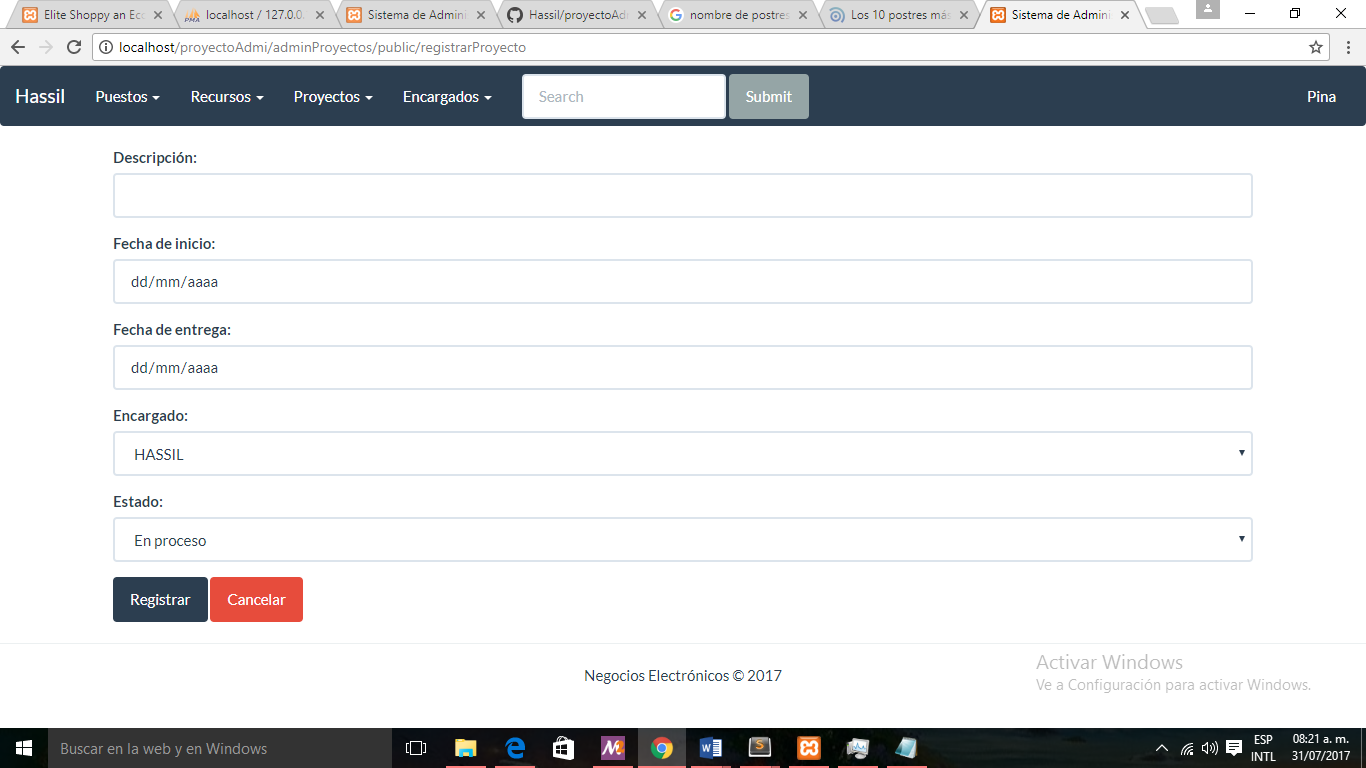 Elite Shoppy an Eco
localhost / 127.0.0.
Sistema de Admini
Hassil/proyectoAdm
nombre de postres
Los 10 postres más
Sistema de Admini
localhost/proyectoAdmi/adminProyectos/public/registrarProyecto
Hassil Puestos Recursos Proyectos Encargados Search Submit Pina
Descripción:
Fecha de inicio:
dd/mm/aaaa
Fecha de entrega:
dd/mm/aaaa
Encargado:
HASSIL
Estado:
En proceso
Registrar Cancelar
Negocios Electrónicos © 2017
Activar Windows
Ve a Configuración para activar Windows.
Buscar en la web y en Windows
ESP
INTL
08:21 a. m.
31/07/2017